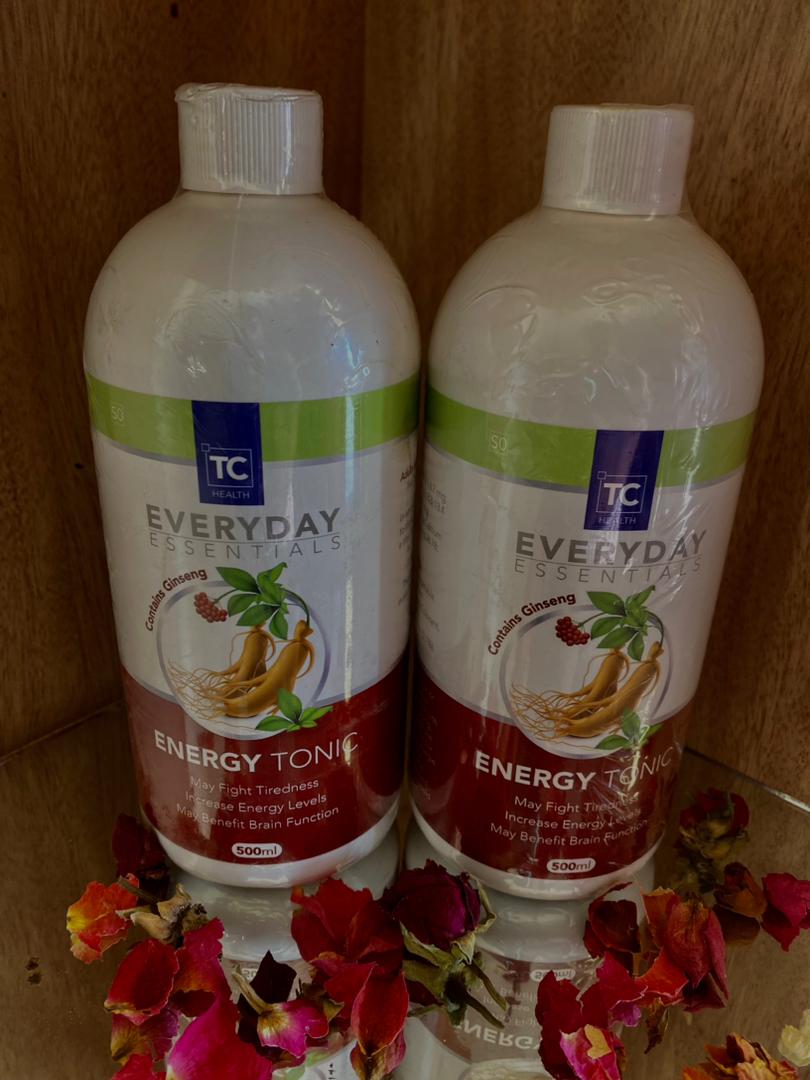 SO
TC
HEALTH
EVERYDAY
ESSENTIALS
Contains Ginseng
ENERGY TONIC
May Fight Tiredness
Increase Energy Levels
May Benefit Brain Function
500ml
SO
TC
HEALTH
EVERYDAY
ESSENTIALS
Contains Ginseng
ENERGY TONIC
May Fight Tiredness
Increase Energy Levels
May Benefit Brain Function
500ml